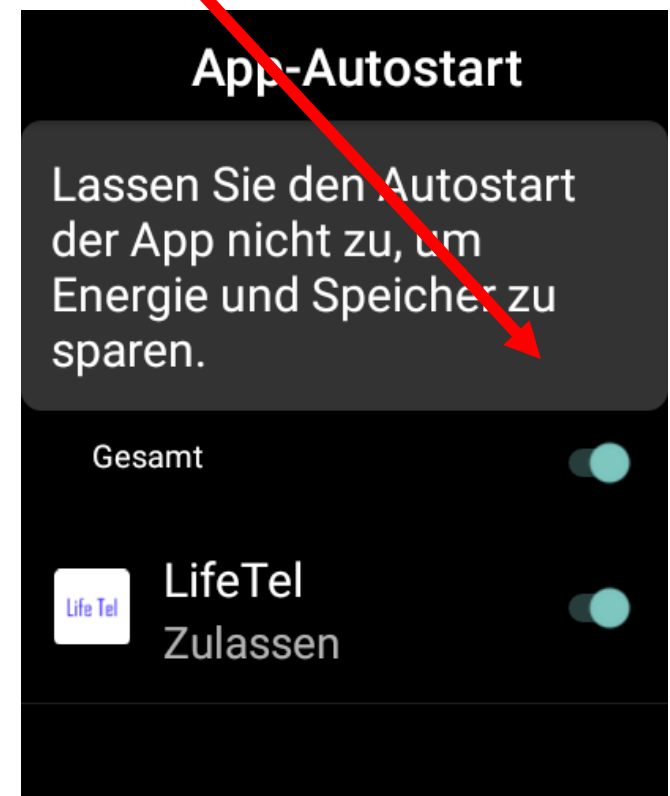 App-Autostart
Lassen Sie den Autostart
der App nicht zu, um
Energie und Speicher zu
sparen.
Gesamt
Life Tel
LifeTel
Zulassen